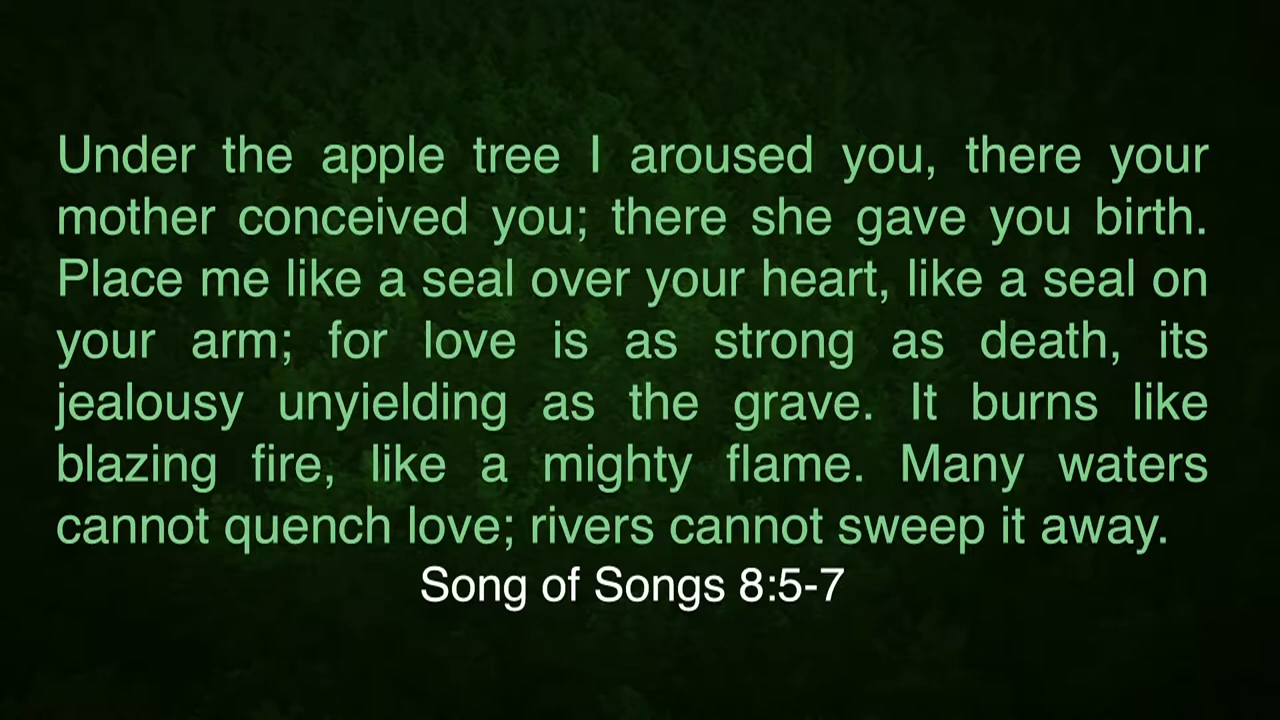 Under the apple tree I aroused you, there your
mother conceived you; there she gave you birth.
Place me like a seal over your heart, like a seal on
your arm; for love is as strong as death, its
jealousy unyielding as the grave. It burns like
blazing fire, like a mighty flame. Many waters
cannot quench love; rivers cannot sweep it away.
Song of Songs 8:5-7